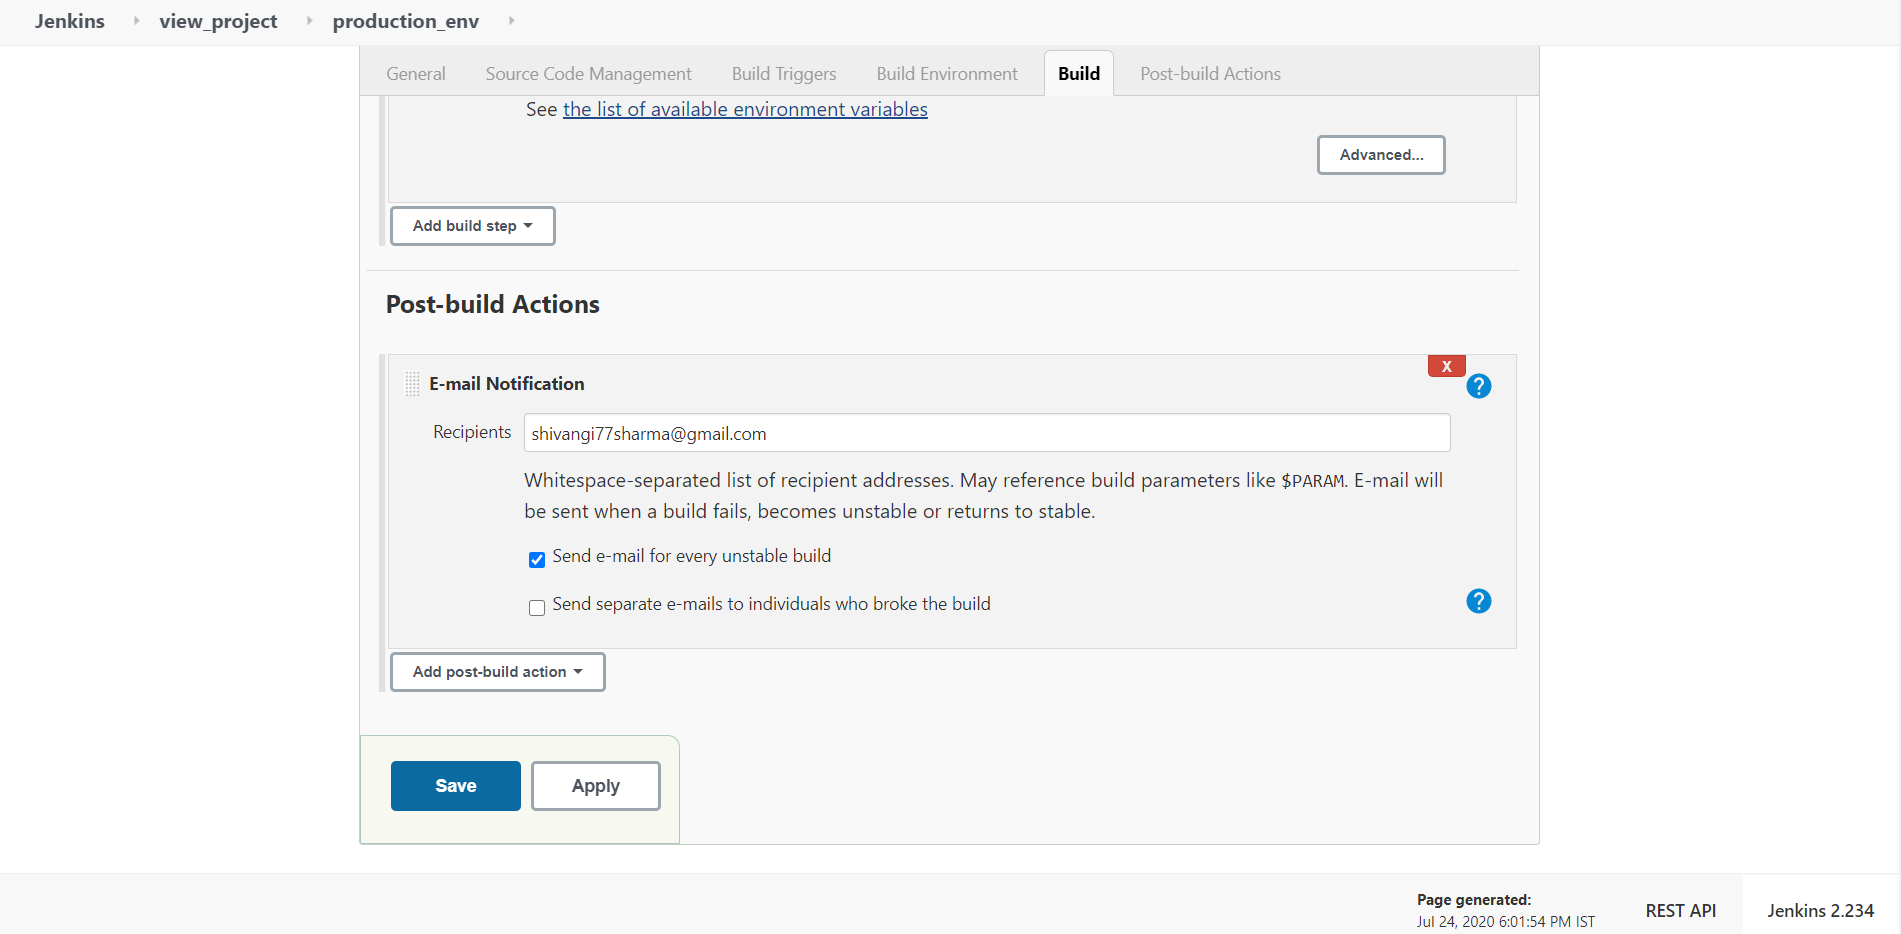 Jenkins view_project production_env
General Source Code Management Build Triggers Build Environment Build Post-build Actions
See the list of available environment variables
Advanced...
Add build step
Post-build Actions
X
E-mail Notification ?
Recipients shivangi77sharma@gmail.com
Whitespace-separated list of recipient addresses. May reference build parameters like $PARAM. E-mail will
be sent when a build fails, becomes unstable or returns to stable.
Send e-mail for every unstable build
Send separate e-mails to individuals who broke the build ?
Add post-build action
Save Apply
Page generated:
Jul 24, 2020 6:01:54 PM IST
REST API Jenkins 2.234